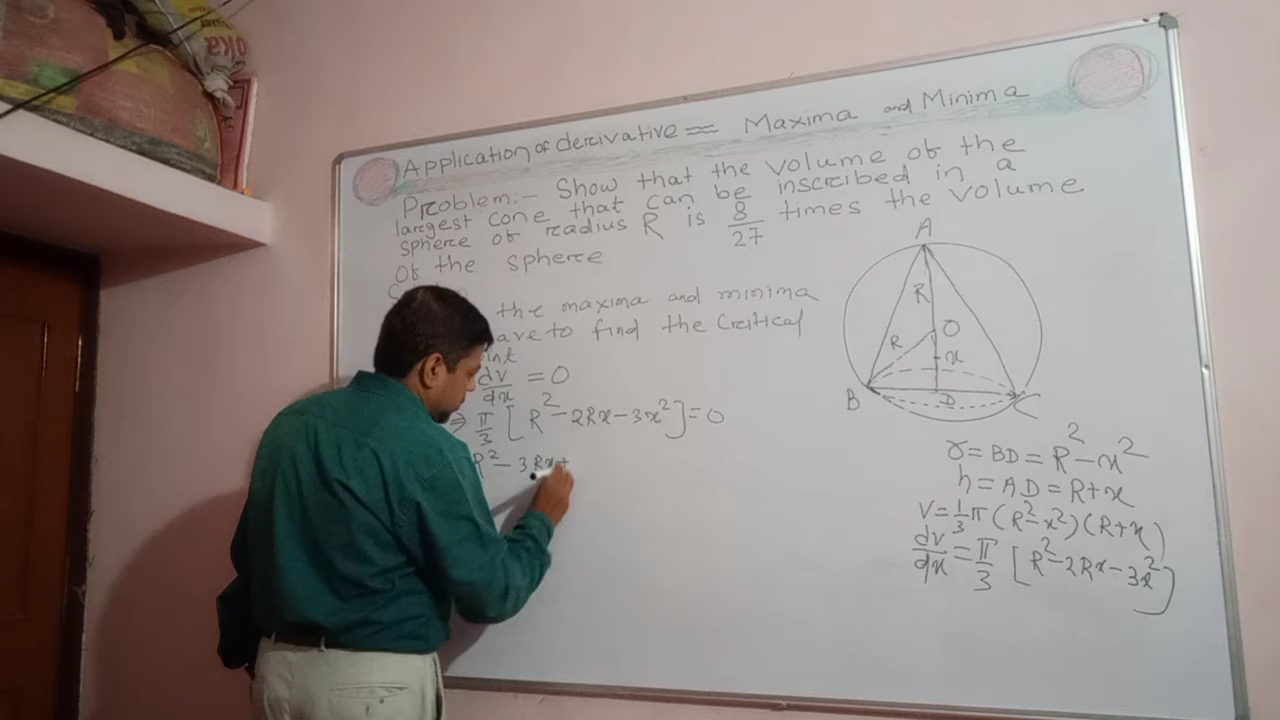 Application of derivative ≈ Maxima and Minima
Problem:- Show that the volume of the
largest cone that can be inscribed in a
sphere of radius R is 8/27 times the volume
of the sphere
the maxima and minima
to find the Critical
dv/dx = 0
⇒ π/3 [R² - 2Rx - 3x²] = 0
R² - 3Rx +
A
R
O
R
x
B
D
C
r = BD = R² - x²
h = AD = R + x
V = 1/3 π (R² - x²) (R + x)
dv/dx = π/3 [R² - 2Rx - 3x²]